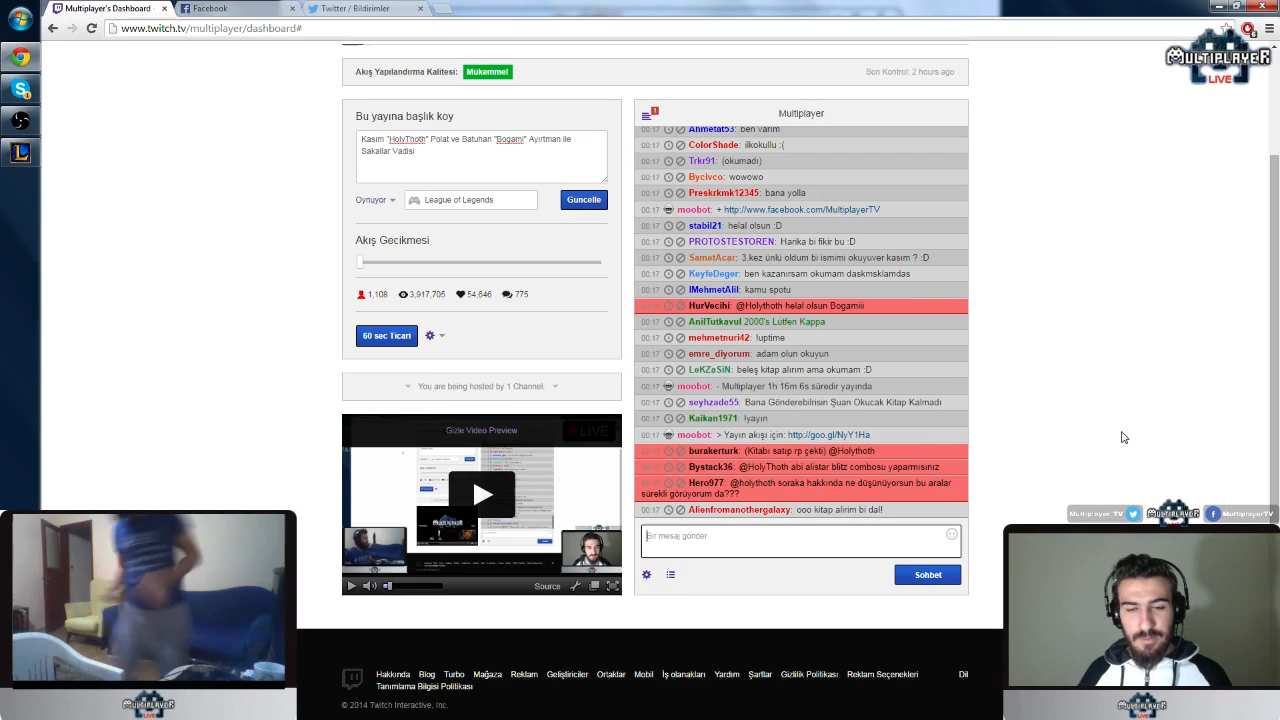 Multiplayer's Dashboard -
Facebook
Twitter / Bildirimler
www.twitch.tv/multiplayer/dashboard#
MULTIPLAYER
LIVE
Akış Yapılandırma Kalitesi: Mükemmel
Son Kontrol: 2 hours ago
Bu yayına başlık koy
Kasım "HolyThoth" Polat ve Batuhan "Bogami" Ayırtman ile
Sakallar Vadisi
Oynuyor League of Legends Güncelle
Akış Gecikmesi
1,108 3,917,705 54,646 775
60 sec Ticari
You are being hosted by 1 Channel.
Gizle Video Preview
LIVE
Source
1
Multiplayer
00:17 Ahmetat53: ben varım
00:17 ColorShade: ilkokullu :(
00:17 Trkr91: (okumadı)
00:17 Bycivco: wowowo
00:17 Preskrkmk12345: bana yolla
00:17 moobot: + http://www.facebook.com/MultiplayerTV
00:17 stabil21: helal olsun :D
00:17 PROTOSTESTOREN: Harika bi fikir bu :D
00:17 SametAcar: 3.kez ünlü oldum bi ismimi okuyuver kasım ? :D
00:17 KeyfeDeger: ben kazanırsam okumam daskmsklamdas
00:17 IMehmetAlil: kamu spotu
00:17 HurVecihi: @Holythoth helal olsun Bogamiii
00:17 AnilTutkavul 2000's Lütfen Kappa
00:17 mehmetnuri42: !uptime
00:17 emre_diyorum: adam olun okuyun
00:17 LeKZaSiN: beleş kitap alırım ama okumam :D
00:17 moobot: - Multiplayer 1h 16m 6s süredir yayında
00:17 seyhzade55: Bana Gönderebilrisin Şuan Okucak Kitap Kalmadı
00:17 Kaikan1971: !yayın
00:17 moobot: > Yayın akışı için: http://goo.gl/NyY1Ha
00:17 burakerturk: (Kitabı satıp rp çekti) @Holythoth
00:17 Bystack36: @HolyThoth abi alistar blitz combosu yaparmısınız
00:17 Hero977: @holythoth soraka hakkında ne düşünüyorsun bu aralar
sürekli görüyorum da???
00:17 Alienfromanothergalaxy: ooo kitap alirim bi dal!
Bir mesaj gönder
Sohbet
Multiplayer_TV MULTIPLAYER MultiplayerTV
Hakkında Blog Turbo Mağaza Reklam Geliştiriciler Ortaklar Mobil İş olanakları Yardım Şartlar Gizlilik Politikası Reklam Seçenekleri Dil
Tanımlama Bilgisi Politikası
© 2014 Twitch Interactive, Inc.
MULTIPLAYER
LIVE
MULTIPLAYER
LIVE